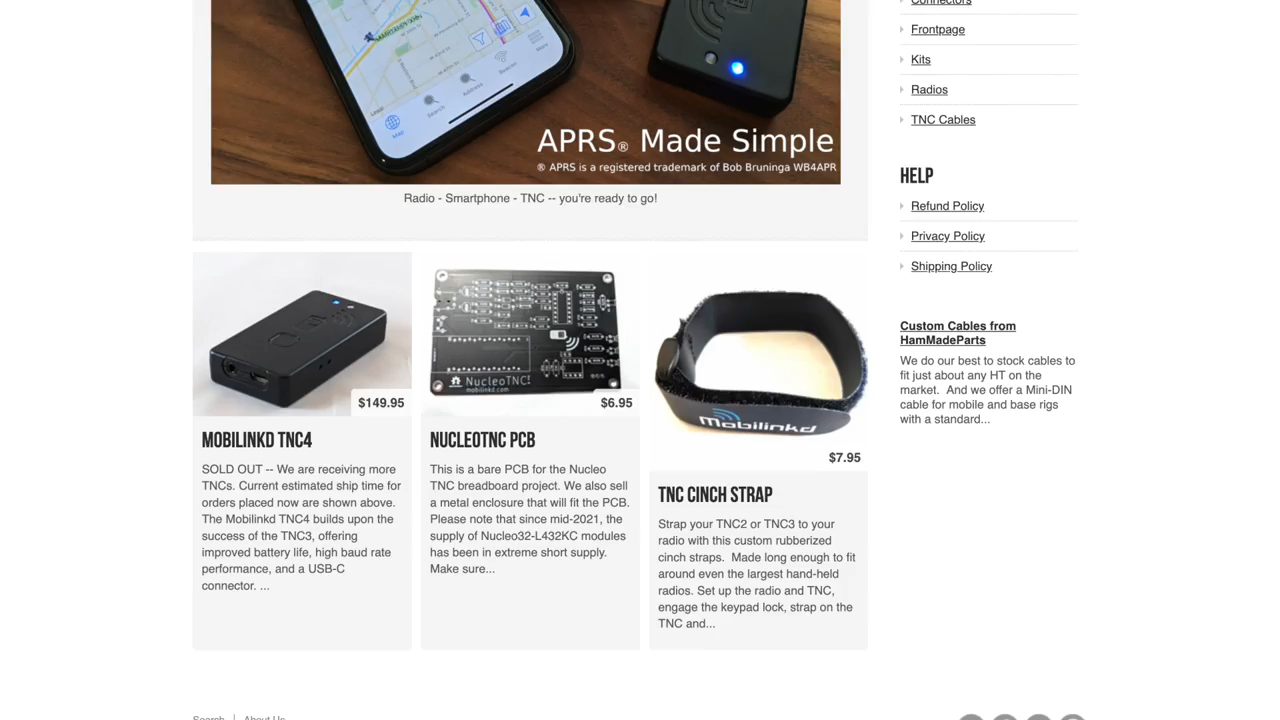 Connectors
Frontpage
Kits
Radios
TNC Cables
APRS® Made Simple
® APRS is a registered trademark of Bob Bruninga WB4APR
Radio - Smartphone - TNC -- you're ready to go!
HELP
Refund Policy
Privacy Policy
Shipping Policy
Custom Cables from
HamMadeParts
We do our best to stock cables to
fit just about any HT on the
market.  And we offer a Mini-DIN
cable for mobile and base rigs
with a standard...
$149.95
MOBILINKD TNC4
SOLD OUT -- We are receiving more
TNCs. Current estimated ship time for
orders placed now are shown above.
The Mobilinkd TNC4 builds upon the
success of the TNC3, offering
improved battery life, high baud rate
performance, and a USB-C
connector. ...
NucleoTNC
mobilinkd.com
$6.95
NUCLEOTNC PCB
This is a bare PCB for the Nucleo
TNC breadboard project. We also sell
a metal enclosure that will fit the PCB.
Please note that since mid-2021, the
supply of Nucleo32-L432KC modules
has been in extreme short supply.
Make sure...
Mobilinkd
$7.95
TNC CINCH STRAP
Strap your TNC2 or TNC3 to your
radio with this custom rubberized
cinch straps.  Made long enough to fit
around even the largest hand-held
radios. Set up the radio and TNC,
engage the keypad lock, strap on the
TNC and...
Search | About Us